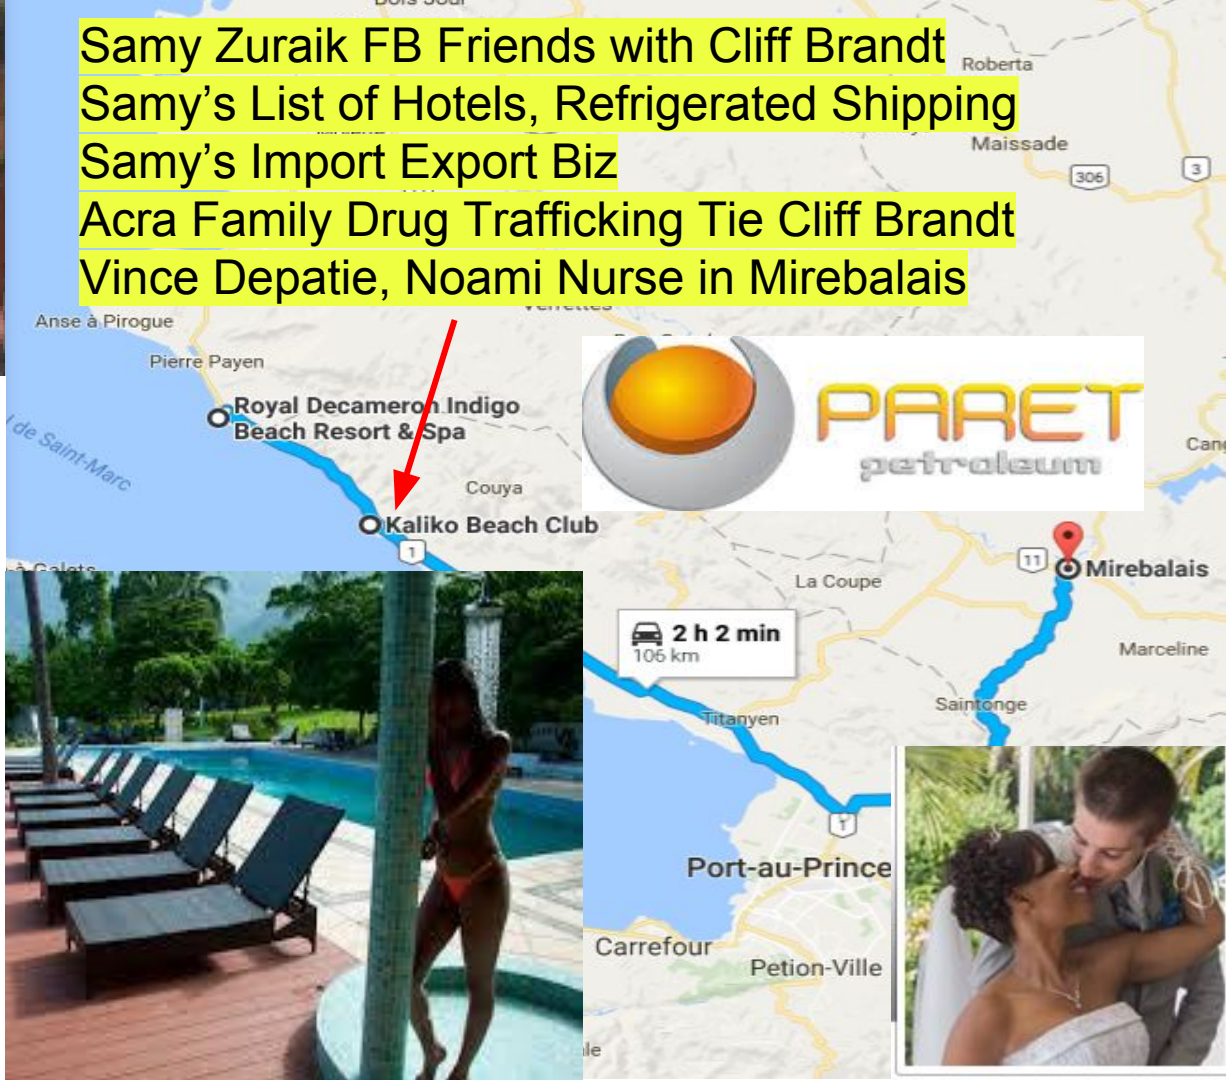 Samy Zuraik FB Friends with Cliff Brandt
Roberta
Samy’s List of Hotels, Refrigerated Shipping
Maissade
Samy’s Import Export Biz
306
3
Acra Family Drug Trafficking Tie Cliff Brandt
Vince Depatie, Noami Nurse in Mirebalais
Anse à Pirogue
Pierre Payen
Royal Decameron Indigo
Beach Resort & Spa
PARET
petroleum
de Saint-Marc
Couya
Kaliko Beach Club
1
11
Mirebalais
La Coupe
2 h 2 min
106 km
Marceline
Saintonge
Titanyen
1
Port-au-Prince
Carrefour
Petion-Ville